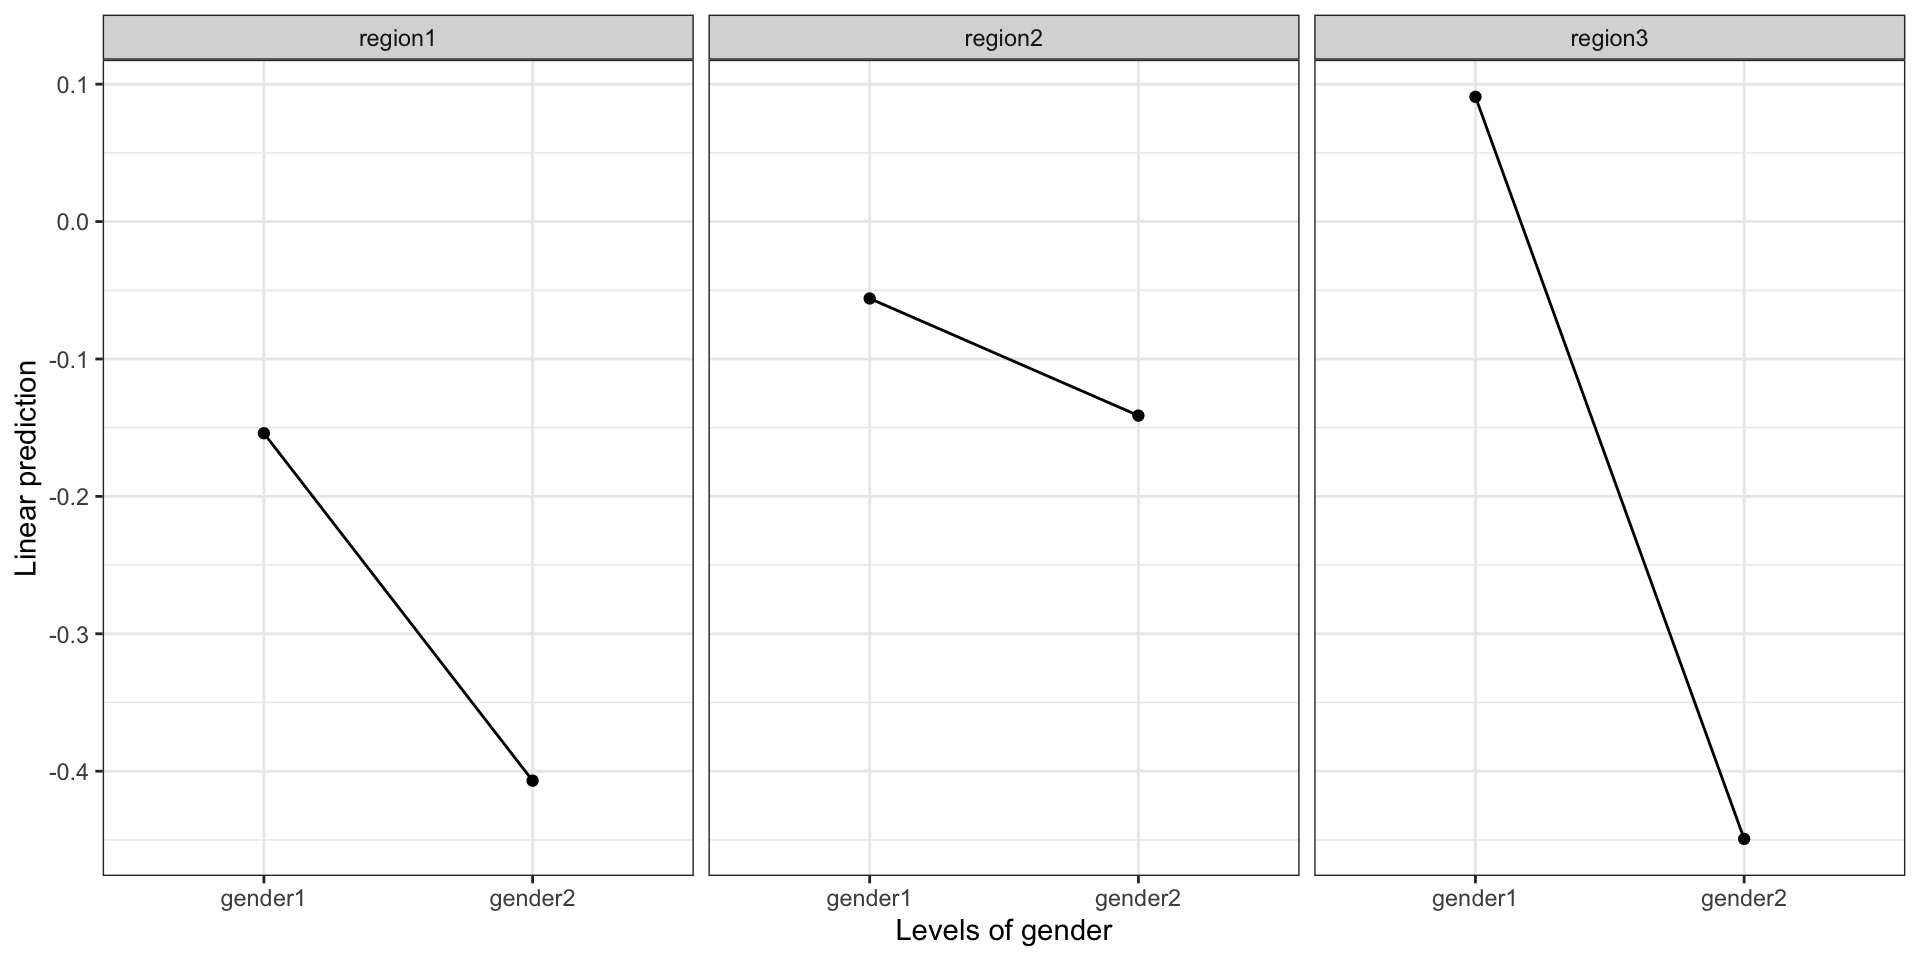 region1 region2 region3
0.1
0.0
-0.1
-0.2
-0.3
-0.4
Linear prediction
gender1 gender2 gender1 gender2 gender1 gender2
Levels of gender